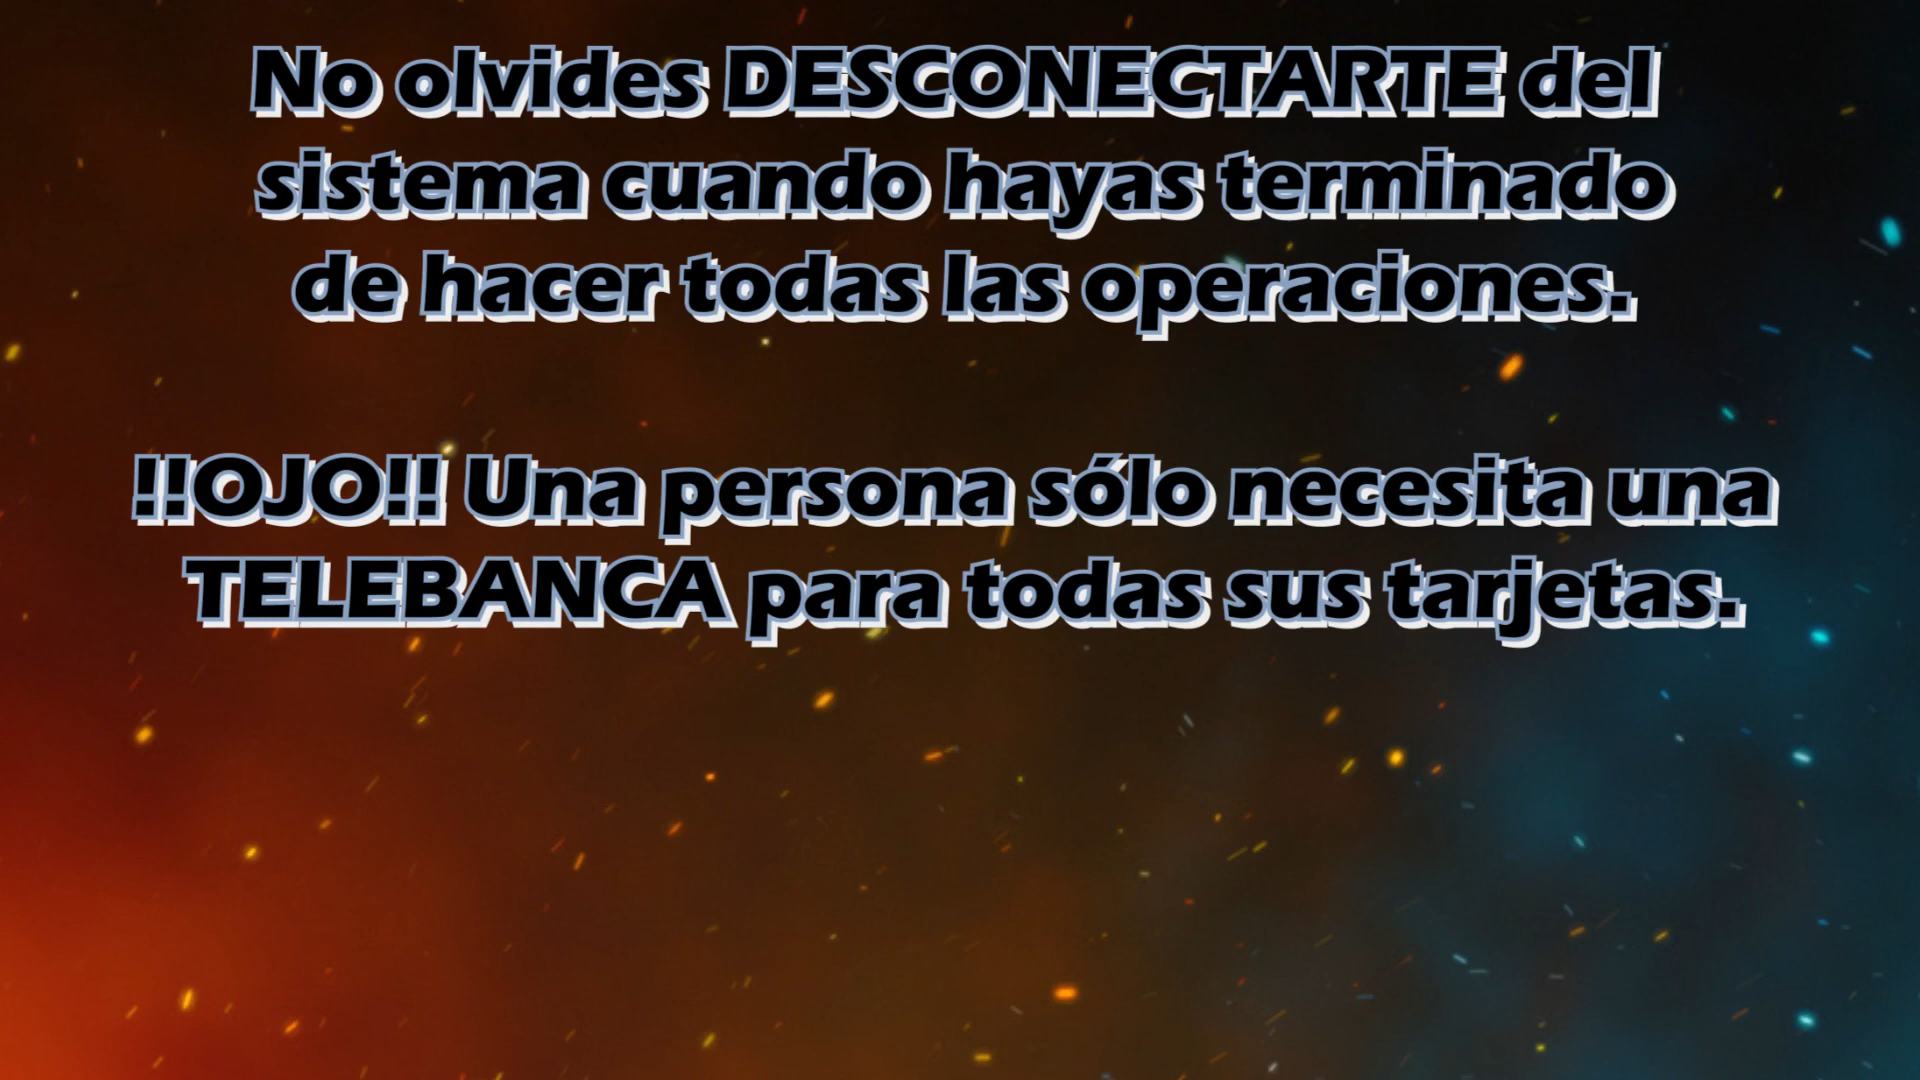 No olvides DESCONECTARTE del
sistema cuando hayas terminado
de hacer todas las operaciones.
!!OJO!! Una persona sólo necesita una
TELEBANCA para todas sus tarjetas.